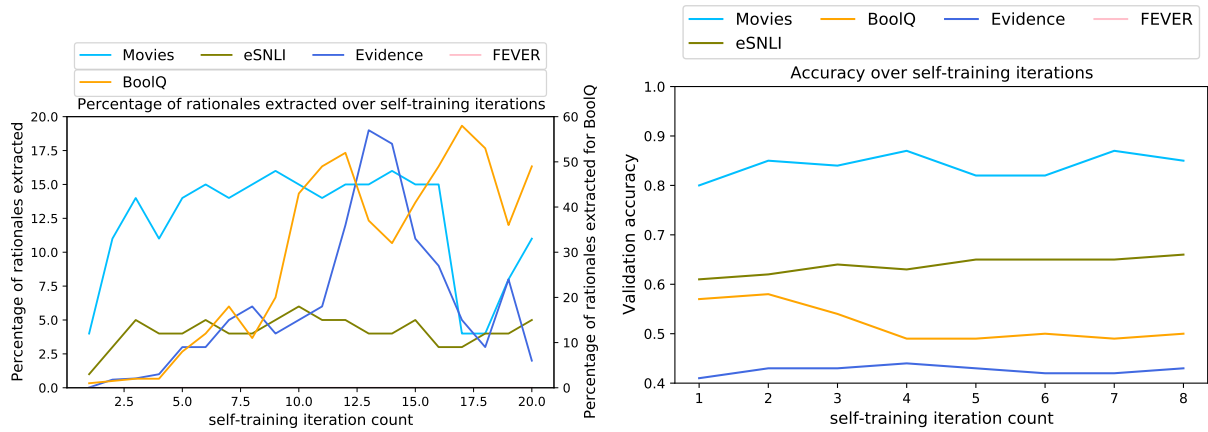 Movies eSNLI Evidence FEVER
BoolQ
Percentage of rationales extracted over self-training iterations
Percentage of rationales extracted
20.0
17.5
15.0
12.5
10.0
7.5
5.0
2.5
0.0
2.5 5.0 7.5 10.0 12.5 15.0 17.5 20.0
self-training iteration count
60
50
40
30
20
10
0
Percentage of rationales extracted for BoolQ
Movies BoolQ Evidence FEVER
eSNLI
Accuracy over self-training iterations
Validation accuracy
1.0
0.9
0.8
0.7
0.6
0.5
0.4
1 2 3 4 5 6 7 8
self-training iteration count